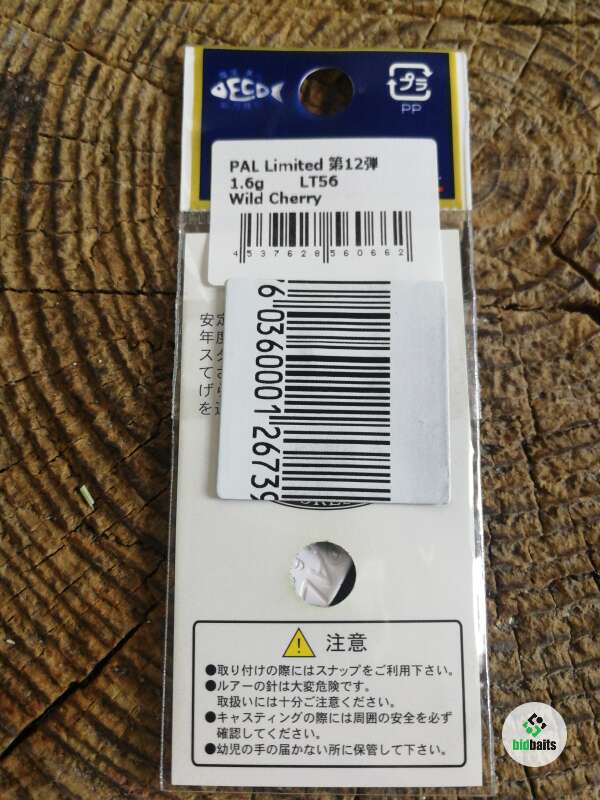 プラ
PP
PAL Limited 第12弾
1.6g LT56
Wild Cherry
4 537628 560662
6 036000 126739
注意
●取り付けの際にはスナップをご利用下さい。
●ルアーの針は大変危険です。
取扱いには十分ご注意ください。
●キャスティングの際には周囲の安全を必ず
確認してください。
●幼児の手の届かない所に保管して下さい。
bidbaits